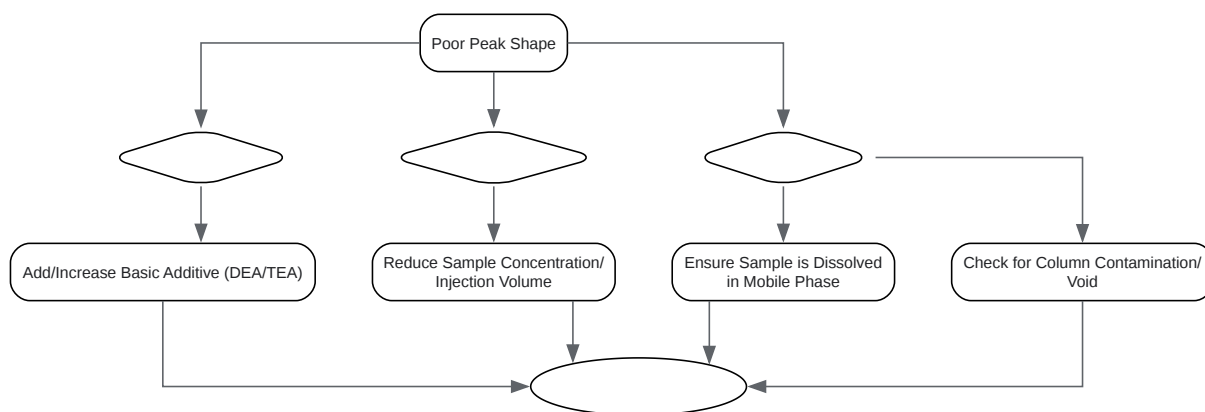 Poor Peak Shape
Add/Increase Basic Additive (DEA/TEA)
Reduce Sample Concentration/
Injection Volume
Ensure Sample is Dissolved
in Mobile Phase
Check for Column Contamination/
Void